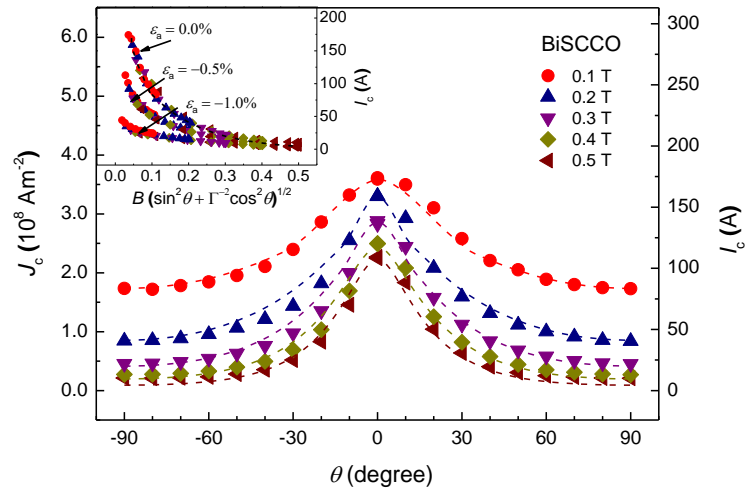 6.0
5.0
4.0
3.0
2.0
1.0
0.0
J_c (10^8 Am^-2)
300
250
200
150
100
50
0
I_c (A)
-90 -60 -30 0 30 60 90
θ (degree)
BiSCCO
0.1 T
0.2 T
0.3 T
0.4 T
0.5 T
ε_a = 0.0%
ε_a = −0.5%
ε_a = −1.0%
200
150
100
50
0
I_c (A)
0.0 0.1 0.2 0.3 0.4 0.5
B (sin²θ + Γ⁻²cos²θ)^1/2